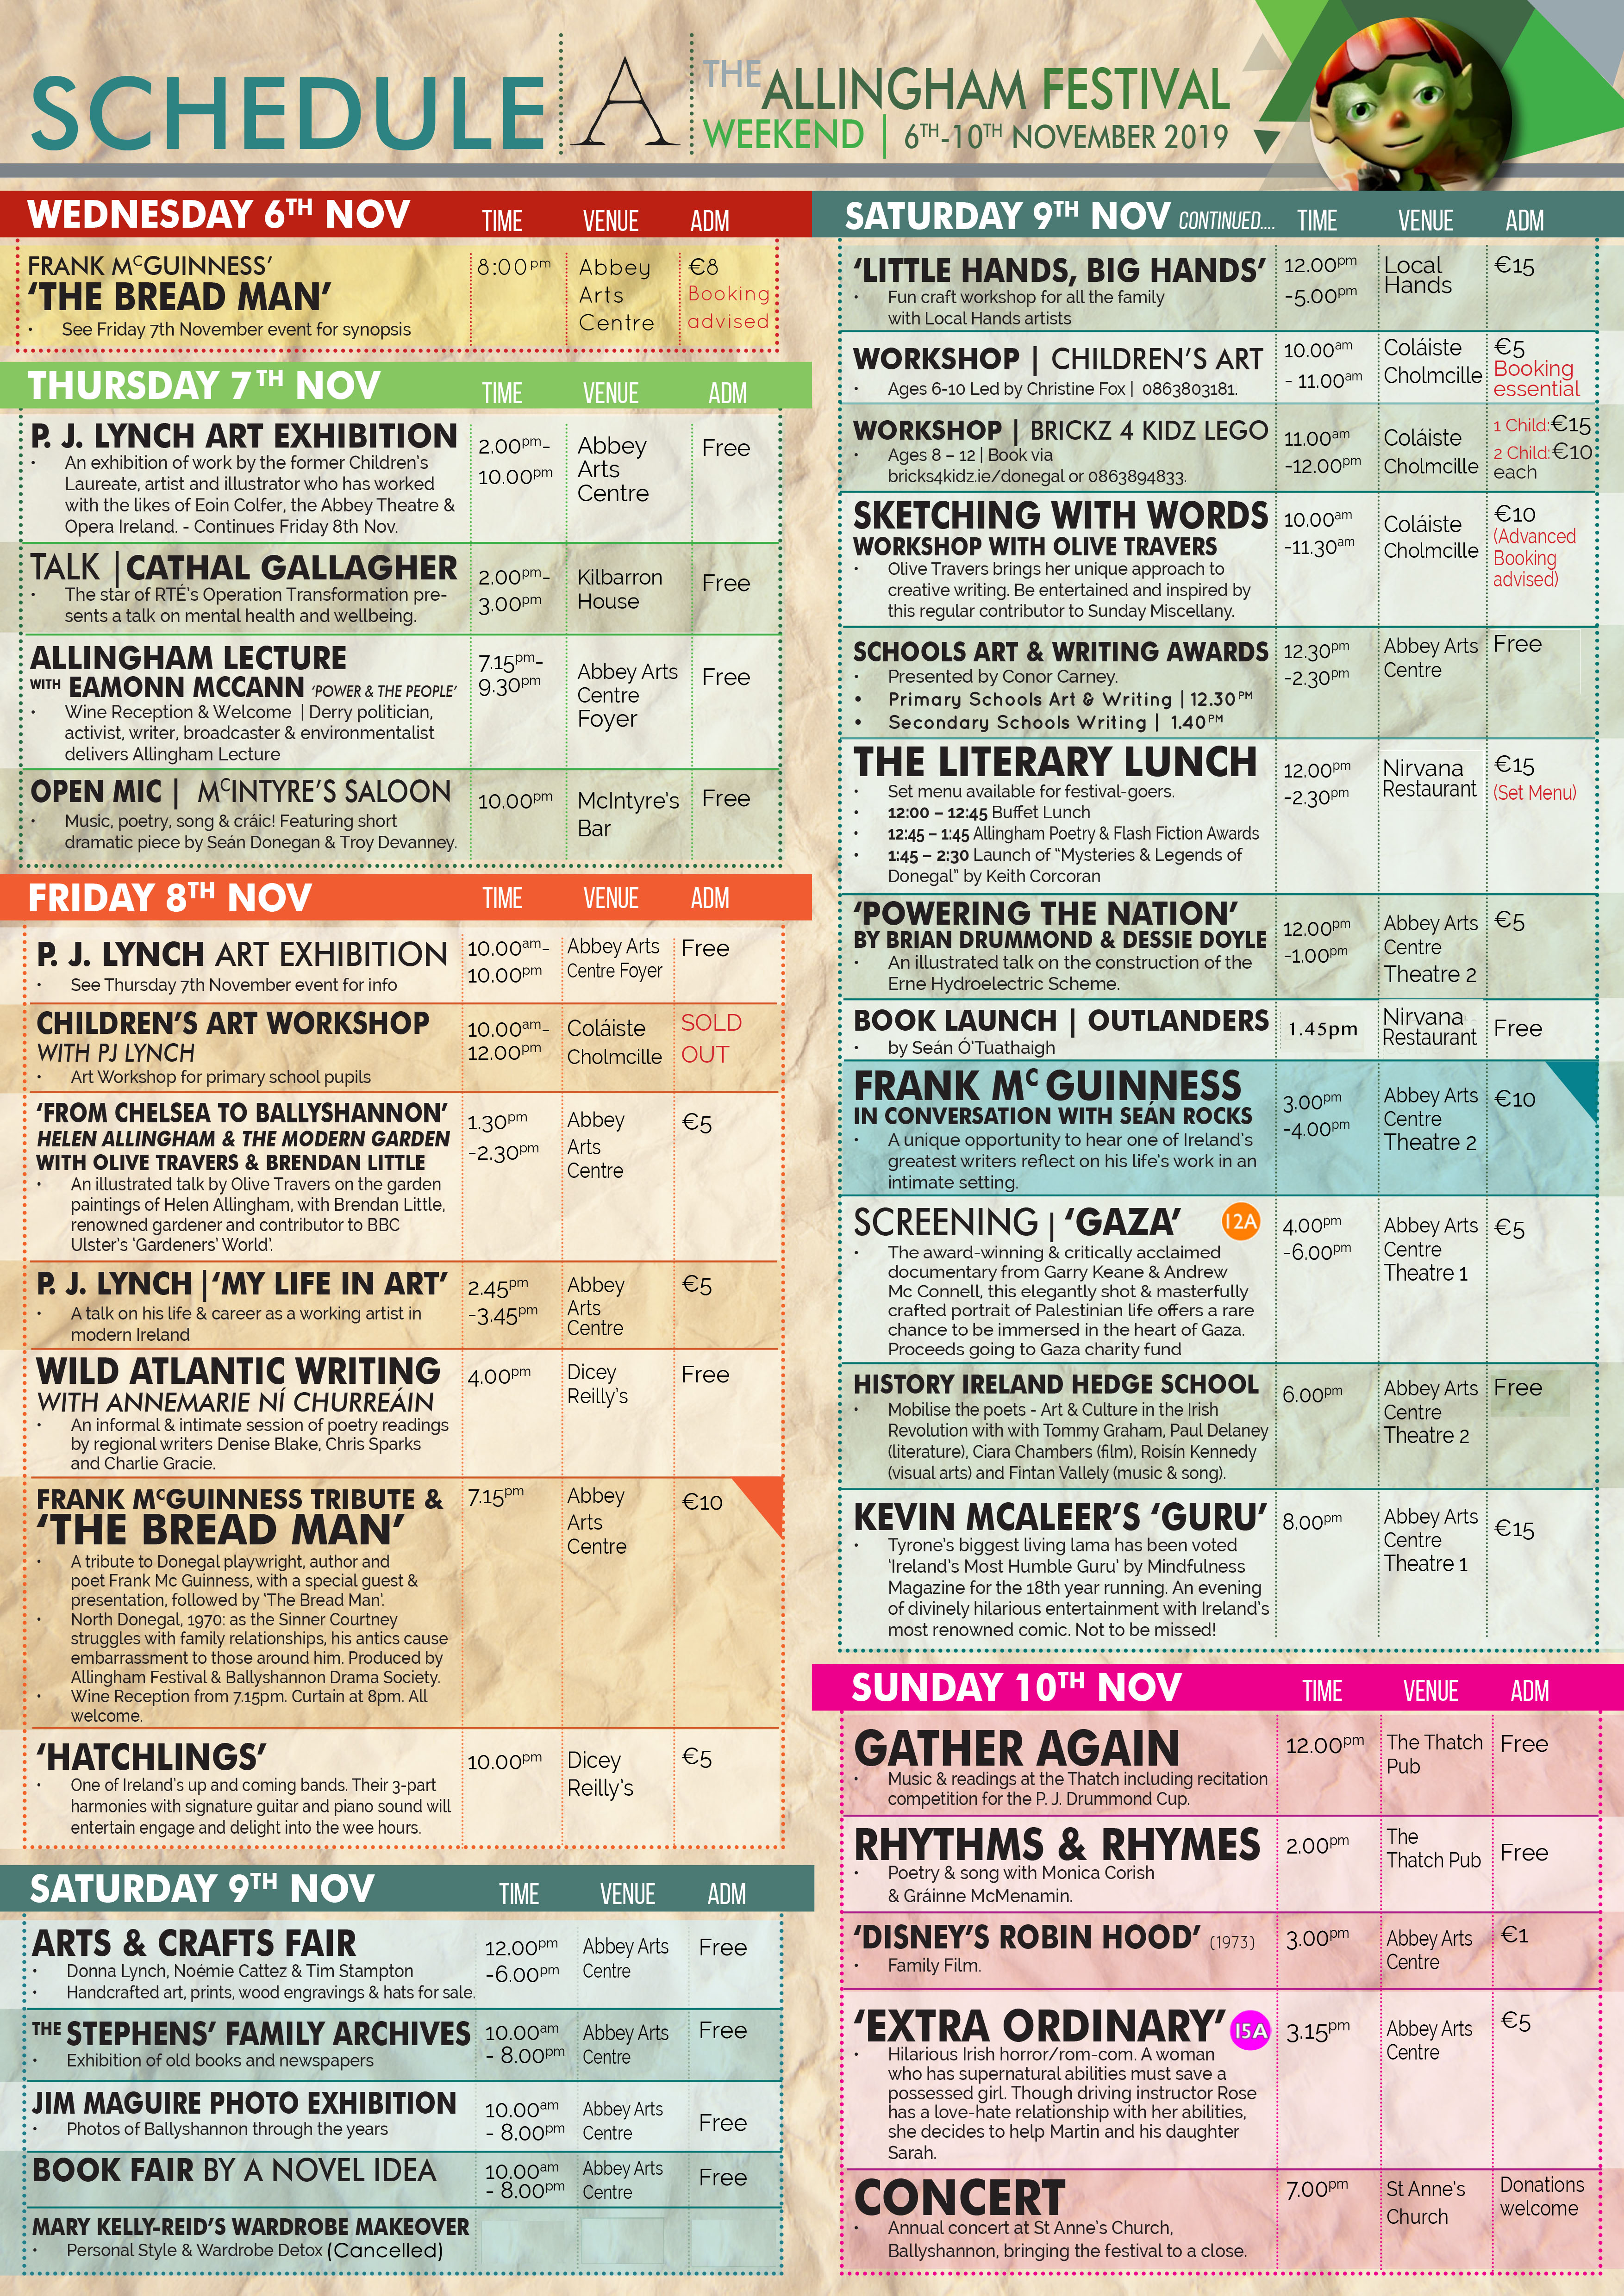 SCHEDULE
A
THE ALLINGHAM FESTIVAL
WEEKEND | 6TH-10TH NOVEMBER 2019
WEDNESDAY 6TH NOV TIME VENUE ADM
FRANK McGUINNESS'
'THE BREAD MAN'
• See Friday 7th November event for synopsis
8:00pm
Abbey
Arts
Centre
€8
Booking
advised
THURSDAY 7TH NOV TIME VENUE ADM
P. J. LYNCH ART EXHIBITION
• An exhibition of work by the former Children's
Laureate, artist and illustrator who has worked
with the likes of Eoin Colfer, the Abbey Theatre &
Opera Ireland. - Continues Friday 8th Nov.
2.00pm-
10.00pm
Abbey
Arts
Centre
Free
TALK | CATHAL GALLAGHER
• The star of RTÉ's Operation Transformation pre-
sents a talk on mental health and wellbeing.
2.00pm-
3.00pm
Kilbarron
House
Free
ALLINGHAM LECTURE
WITH EAMONN MCCANN 'POWER & THE PEOPLE'
• Wine Reception & Welcome | Derry politician,
activist, writer, broadcaster & environmentalist
delivers Allingham Lecture
7.15pm-
9.30pm
Abbey Arts
Centre
Foyer
Free
OPEN MIC | McINTYRE'S SALOON
• Music, poetry, song & cráic! Featuring short
dramatic piece by Seán Donegan & Troy Devanney.
10.00pm
McIntyre's
Bar
Free
FRIDAY 8TH NOV TIME VENUE ADM
P. J. LYNCH ART EXHIBITION
• See Thursday 7th November event for info
10.00am-
10.00pm
Abbey Arts
Centre Foyer
Free
CHILDREN'S ART WORKSHOP
WITH PJ LYNCH
• Art Workshop for primary school pupils
10.00am-
12.00pm
Coláiste
Cholmcille
SOLD
OUT
'FROM CHELSEA TO BALLYSHANNON'
HELEN ALLINGHAM & THE MODERN GARDEN
WITH OLIVE TRAVERS & BRENDAN LITTLE
• An illustrated talk by Olive Travers on the garden
paintings of Helen Allingham, with Brendan Little,
renowned gardener and contributor to BBC
Ulster's 'Gardeners' World'.
1.30pm
-2.30pm
Abbey
Arts
Centre
€5
P. J. LYNCH | 'MY LIFE IN ART'
• A talk on his life & career as a working artist in
modern Ireland
2.45pm
-3.45pm
Abbey
Arts
Centre
€5
WILD ATLANTIC WRITING
WITH ANNEMARIE NÍ CHURREÁIN
• An informal & intimate session of poetry readings
by regional writers Denise Blake, Chris Sparks
and Charlie Gracie.
4.00pm
Dicey
Reilly's
Free
FRANK McGUINNESS TRIBUTE &
'THE BREAD MAN'
• A tribute to Donegal playwright, author and
poet Frank Mc Guinness, with a special guest &
presentation, followed by 'The Bread Man'.
• North Donegal, 1970: as the Sinner Courtney
struggles with family relationships, his antics cause
embarrassment to those around him. Produced by
Allingham Festival & Ballyshannon Drama Society.
• Wine Reception from 7.15pm. Curtain at 8pm. All
welcome.
7.15pm
Abbey
Arts
Centre
€10
'HATCHLINGS'
• One of Ireland's up and coming bands. Their 3-part
harmonies with signature guitar and piano sound will
entertain engage and delight into the wee hours.
10.00pm
Dicey
Reilly's
€5
SATURDAY 9TH NOV TIME VENUE ADM
ARTS & CRAFTS FAIR
• Donna Lynch, Noémie Cattez & Tim Stampton
• Handcrafted art, prints, wood engravings & hats for sale.
12.00pm
-6.00pm
Abbey Arts
Centre
Free
THE STEPHENS' FAMILY ARCHIVES
• Exhibition of old books and newspapers
10.00am
- 8.00pm
Abbey Arts
Centre
Free
JIM MAGUIRE PHOTO EXHIBITION
• Photos of Ballyshannon through the years
10.00am
- 8.00pm
Abbey Arts
Centre
Free
BOOK FAIR BY A NOVEL IDEA
10.00am
- 8.00pm
Abbey Arts
Centre
Free
MARY KELLY-REID'S WARDROBE MAKEOVER
• Personal Style & Wardrobe Detox (Cancelled)
SATURDAY 9TH NOV CONTINUED.... TIME VENUE ADM
'LITTLE HANDS, BIG HANDS'
• Fun craft workshop for all the family
with Local Hands artists
12.00pm
-5.00pm
Local
Hands
€15
WORKSHOP | CHILDREN'S ART
• Ages 6-10 Led by Christine Fox | 0863803181.
10.00am
- 11.00am
Coláiste
Cholmcille
€5
Booking
essential
WORKSHOP | BRICKZ 4 KIDZ LEGO
• Ages 8 – 12 | Book via
bricks4kidz.ie/donegal or 0863894833.
11.00am
-12.00pm
Coláiste
Cholmcille
1 Child:€15
2 Child:€10
each
SKETCHING WITH WORDS
WORKSHOP WITH OLIVE TRAVERS
• Olive Travers brings her unique approach to
creative writing. Be entertained and inspired by
this regular contributor to Sunday Miscellany.
10.00am
-11.30am
Coláiste
Cholmcille
€10
(Advanced
Booking
advised)
SCHOOLS ART & WRITING AWARDS
• Presented by Conor Carney.
• Primary Schools Art & Writing | 12.30PM
• Secondary Schools Writing | 1.40PM
12.30pm
-2.30pm
Abbey Arts
Centre
Free
THE LITERARY LUNCH
• Set menu available for festival-goers.
• 12:00 – 12:45 Buffet Lunch
• 12:45 – 1:45 Allingham Poetry & Flash Fiction Awards
• 1:45 – 2:30 Launch of "Mysteries & Legends of
Donegal" by Keith Corcoran
12.00pm
-2.30pm
Nirvana
Restaurant
€15
(Set Menu)
'POWERING THE NATION'
BY BRIAN DRUMMOND & DESSIE DOYLE
• An illustrated talk on the construction of the
Erne Hydroelectric Scheme.
12.00pm
-1.00pm
Abbey Arts
Centre
Theatre 2
€5
BOOK LAUNCH | OUTLANDERS
• by Seán Ó'Tuathaigh
1.45pm
Nirvana
Restaurant
Free
FRANK Mc GUINNESS
IN CONVERSATION WITH SEÁN ROCKS
• A unique opportunity to hear one of Ireland's
greatest writers reflect on his life's work in an
intimate setting.
3.00pm
-4.00pm
Abbey Arts
Centre
Theatre 2
€10
SCREENING | 'GAZA' 12A
• The award-winning & critically acclaimed
documentary from Garry Keane & Andrew
Mc Connell, this elegantly shot & masterfully
crafted portrait of Palestinian life offers a rare
chance to be immersed in the heart of Gaza.
Proceeds going to Gaza charity fund
4.00pm
-6.00pm
Abbey Arts
Centre
Theatre 1
€5
HISTORY IRELAND HEDGE SCHOOL
• Mobilise the poets - Art & Culture in the Irish
Revolution with with Tommy Graham, Paul Delaney
(literature), Ciara Chambers (film), Roisin Kennedy
(visual arts) and Fintan Vallely (music & song).
6.00pm
Abbey Arts
Centre
Theatre 2
Free
KEVIN MCALEER'S 'GURU'
• Tyrone's biggest living lama has been voted
'Ireland's Most Humble Guru' by Mindfulness
Magazine for the 18th year running. An evening
of divinely hilarious entertainment with Ireland's
most renowned comic. Not to be missed!
8.00pm
Abbey Arts
Centre
Theatre 1
€15
SUNDAY 10TH NOV TIME VENUE ADM
GATHER AGAIN
• Music & readings at the Thatch including recitation
competition for the P. J. Drummond Cup.
12.00pm
The Thatch
Pub
Free
RHYTHMS & RHYMES
• Poetry & song with Monica Corish
& Gráinne McMenamin.
2.00pm
The
Thatch Pub
Free
'DISNEY'S ROBIN HOOD' (1973)
• Family Film.
3.00pm
Abbey Arts
Centre
€1
'EXTRA ORDINARY' 15A
• Hilarious Irish horror/rom-com. A woman
who has supernatural abilities must save a
possessed girl. Though driving instructor Rose
has a love-hate relationship with her abilities,
she decides to help Martin and his daughter
Sarah.
3.15pm
Abbey Arts
Centre
€5
CONCERT
• Annual concert at St Anne's Church,
Ballyshannon, bringing the festival to a close.
7.00pm
St Anne's
Church
Donations
welcome